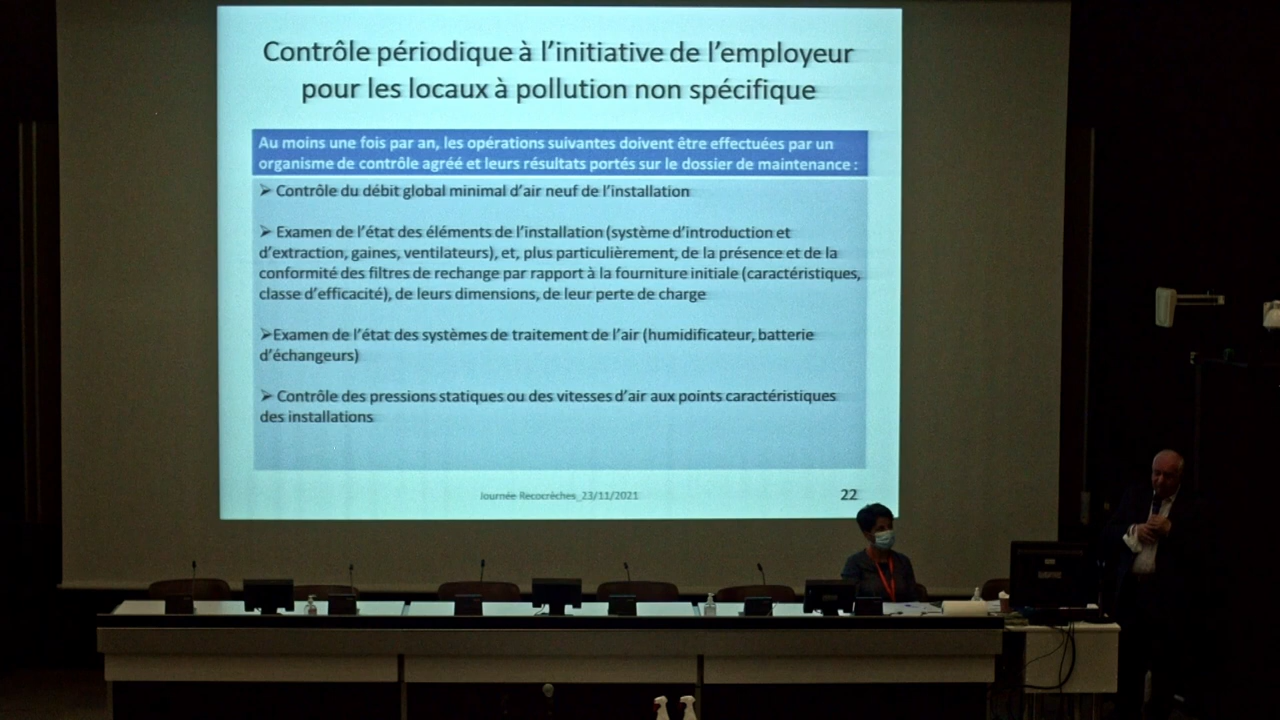 Contrôle périodique à l'initiative de l'employeur
pour les locaux à pollution non spécifique
Au moins une fois par an, les opérations suivantes doivent être effectuées par un
organisme de contrôle agréé et leurs résultats portés sur le dossier de maintenance :
➢ Contrôle du débit global minimal d'air neuf de l'installation
➢ Examen de l'état des éléments de l'installation (système d'introduction et
d'extraction, gaines, ventilateurs), et, plus particulièrement, de la présence et de la
conformité des filtres de rechange par rapport à la fourniture initiale (caractéristiques,
classe d'efficacité), de leurs dimensions, de leur perte de charge
➢Examen de l'état des systèmes de traitement de l'air (humidificateur, batterie
d'échangeurs)
➢ Contrôle des pressions statiques ou des vitesses d'air aux points caractéristiques
des installations
Journée Recocrèches_23/11/2021
22